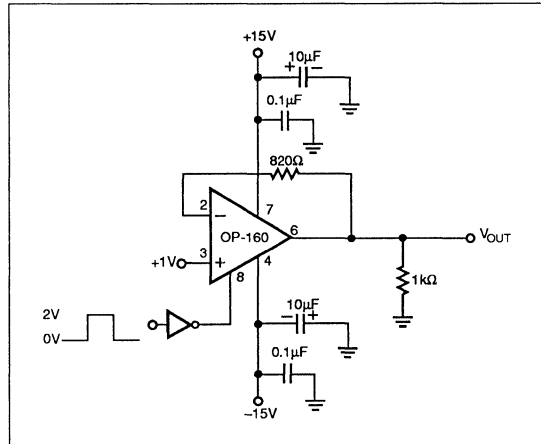 +15V
10µF
+ −
0.1µF
820Ω
2
−
7
OP-160
6
VOUT
3
+
+1V
8
4
1kΩ
2V
0V
10µF
− +
0.1µF
−15V